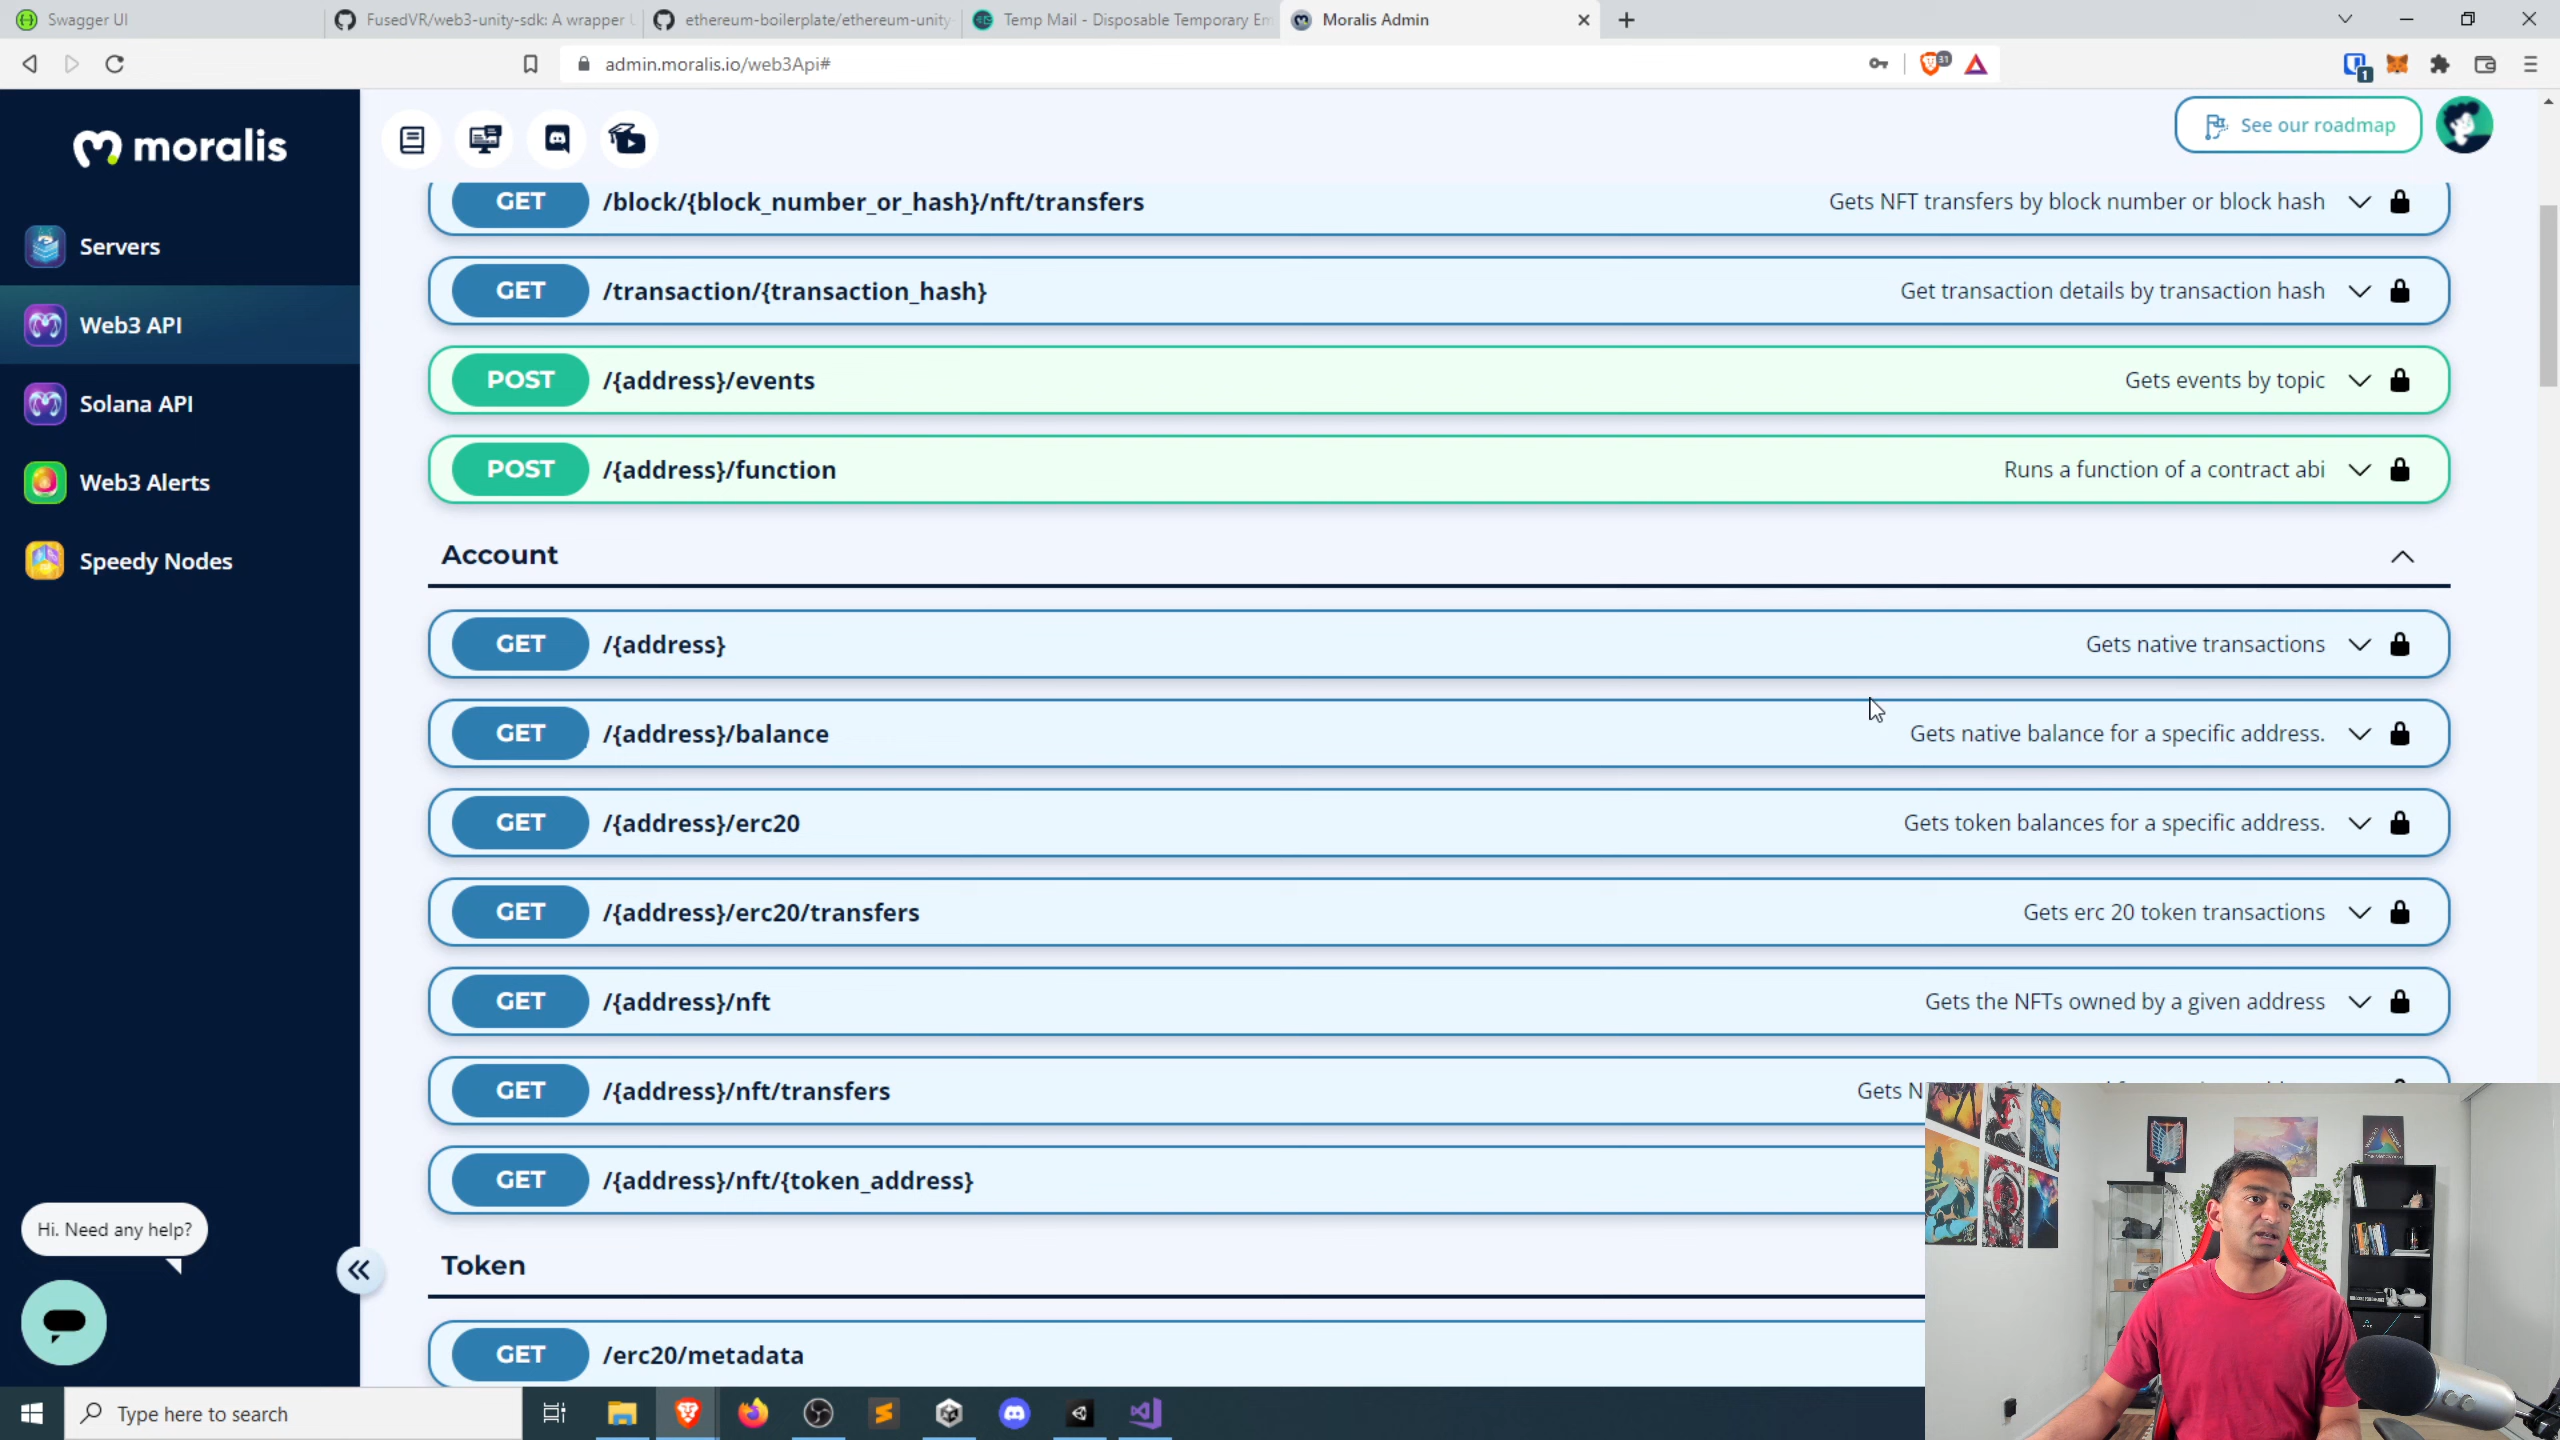 Swagger UI
FusedVR/web3-unity-sdk: A wrapper U
ethereum-boilerplate/ethereum-unity-
Temp Mail - Disposable Temporary Em
Moralis Admin
admin.moralis.io/web3Api#
31
1
moralis
See our roadmap
Servers
Web3 API
Solana API
Web3 Alerts
Speedy Nodes
GET /block/{block_number_or_hash}/nft/transfers Gets NFT transfers by block number or block hash
GET /transaction/{transaction_hash} Get transaction details by transaction hash
POST /{address}/events Gets events by topic
POST /{address}/function Runs a function of a contract abi
Account
GET /{address} Gets native transactions
GET /{address}/balance Gets native balance for a specific address.
GET /{address}/erc20 Gets token balances for a specific address.
GET /{address}/erc20/transfers Gets erc 20 token transactions
GET /{address}/nft Gets the NFTs owned by a given address
GET /{address}/nft/transfers Gets N
GET /{address}/nft/{token_address}
Token
GET /erc20/metadata
Hi. Need any help?
Type here to search